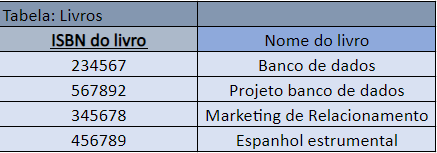 Tabela: Livros
ISBN do livro Nome do livro
234567 Banco de dados
567892 Projeto banco de dados
345678 Marketing de Relacionamento
456789 Espanhol estrumental